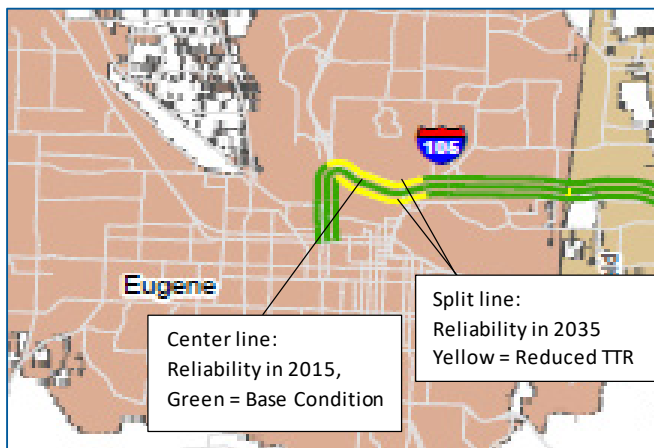 105
Eugene
Split line:
Reliability in 2035
Yellow = Reduced TTR
Center line:
Reliability in 2015,
Green = Base Condition